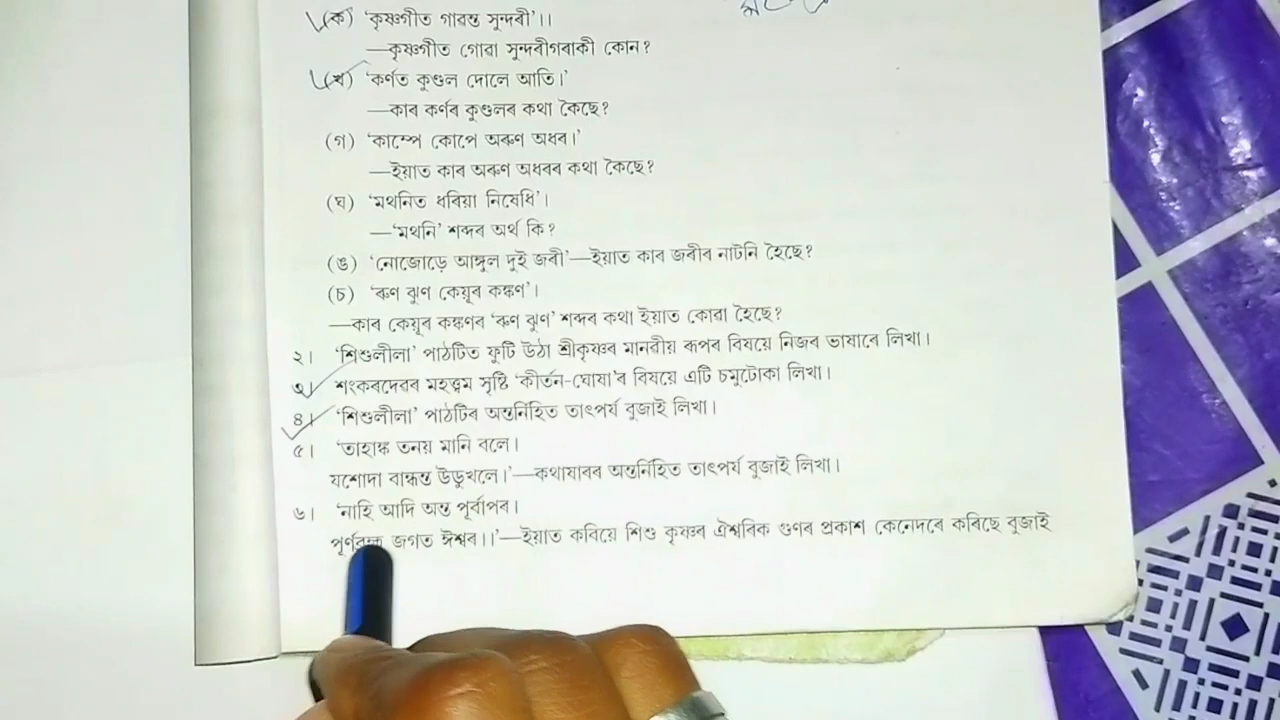 (ক) 'কৃষ্ণগীত গাৱন্ত সুন্দৰী'।।
—কৃষ্ণগীত গোৱা সুন্দৰীগৰাকী কোন?
(খ) 'কৰ্ণত কুণ্ডল দোলে আতি।'
—কাৰ কৰ্ণৰ কুণ্ডলৰ কথা কৈছে?
(গ) 'কাম্পে কোপে অৰুণ অধৰ।'
—ইয়াত কাৰ অৰুণ অধৰৰ কথা কৈছে?
(ঘ) 'মথনিত ধৰিয়া নিষেধি'।
—'মথনি' শব্দৰ অৰ্থ কি?
(ঙ) 'নোজোড়ে আঙ্গুল দুই জৰী'—ইয়াত কাৰ জৰীৰ নাটনি হৈছে?
(চ) 'ৰুণ ঝুণ কেয়ূৰ কঙ্কণ'।
—কাৰ কেয়ূৰ কঙ্কণৰ 'ৰুণ ঝুণ' শব্দৰ কথা ইয়াত কোৱা হৈছে?
২। 'শিশুলীলা' পাঠটিত ফুটি উঠা শ্ৰীকৃষ্ণৰ মানৱীয় ৰূপৰ বিষয়ে নিজৰ ভাষাৰে লিখা।
৩। শংকৰদেৱৰ মহত্তম সৃষ্টি 'কীৰ্তন-ঘোষা'ৰ বিষয়ে এটি চমুটোকা লিখা।
৪। 'শিশুলীলা' পাঠটিৰ অন্তৰ্নিহিত তাৎপৰ্য বুজাই লিখা।
৫। 'তাহাঙ্ক তনয় মানি বলে।
যশোদা বান্ধন্ত উড়ুখলে।'—কথাষাৰৰ অন্তৰ্নিহিত তাৎপৰ্য বুজাই লিখা।
৬। 'নাহি আদি অন্ত পূৰ্বাপৰ।
জগত ঈশ্বৰ।।'—ইয়াত কবিয়ে শিশু কৃষ্ণৰ ঐশ্বৰিক গুণৰ প্ৰকাশ কেনেদৰে কৰিছে বুজাই